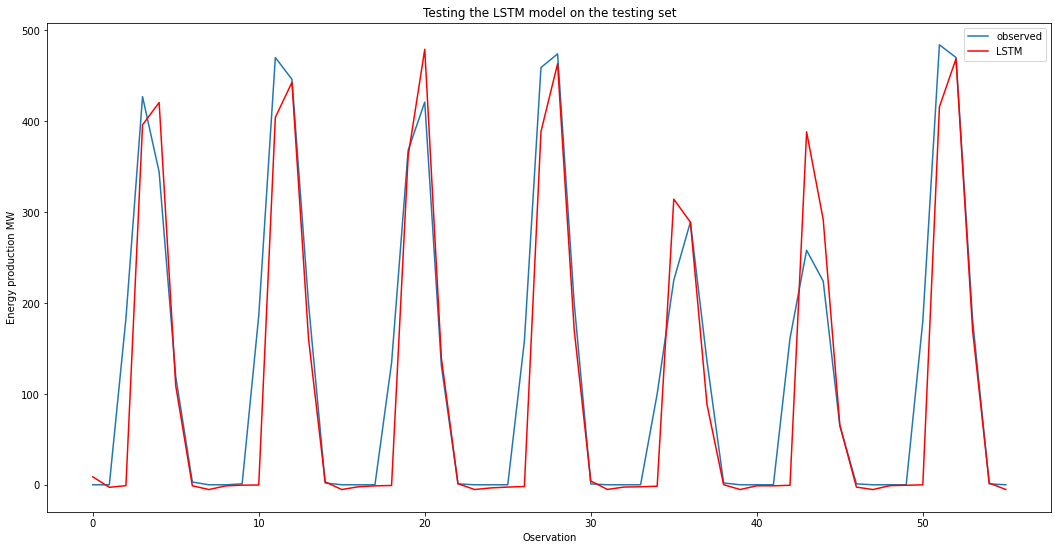 Testing the LSTM model on the testing set
observed
LSTM
Energy production MW
500
400
300
200
100
0
0 10 20 30 40 50
Oservation